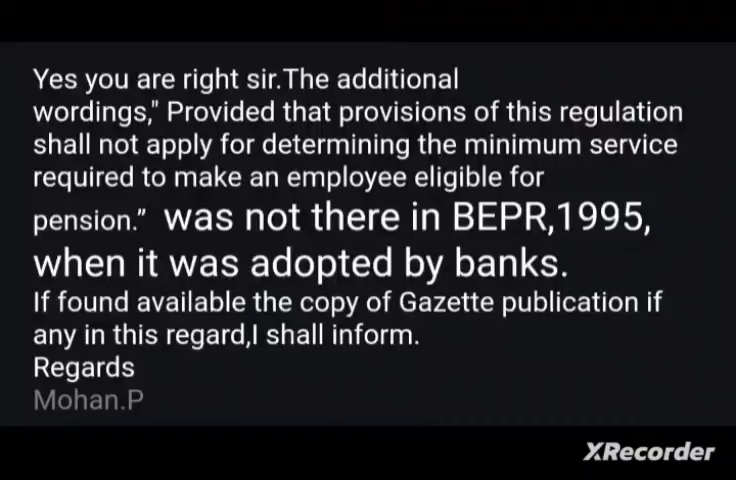 Yes you are right sir.The additional
wordings," Provided that provisions of this regulation
shall not apply for determining the minimum service
required to make an employee eligible for
pension.” was not there in BEPR,1995,
when it was adopted by banks.
If found available the copy of Gazette publication if
any in this regard,I shall inform.
Regards
Mohan.P
XRecorder